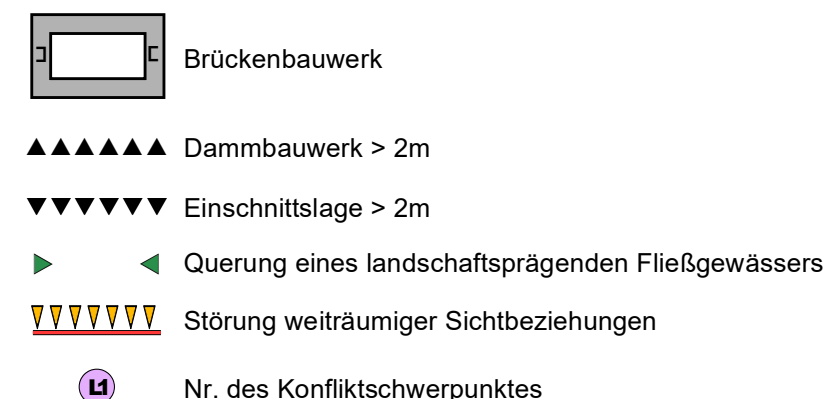 Brückenbauwerk
Dammbauwerk > 2m
Einschnittslage > 2m
Querung eines landschaftsprägenden Fließgewässers
Störung weiträumiger Sichtbeziehungen
L1 Nr. des Konfliktschwerpunktes